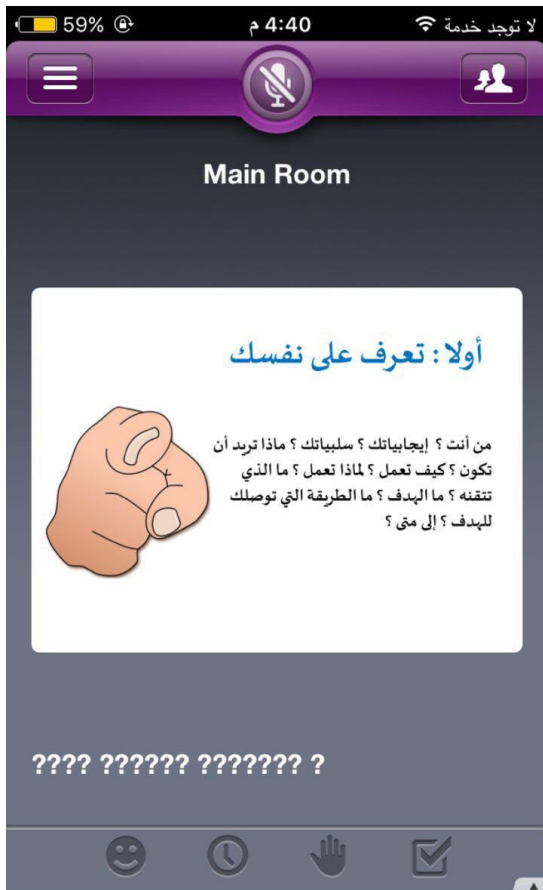 59% 4:40 م لا توجد خدمة
Main Room
أولا : تعرف على نفسك
من أنت ؟ إيجابياتك ؟ سلبياتك ؟ ماذا تريد أن
تكون ؟ كيف تعمل ؟ لماذا تعمل ؟ ما الذي
تتقنه ؟ ما الهدف ؟ ما الطريقة التي توصلك
للهدف ؟ إلى متى ؟
???? ?????? ??????? ?